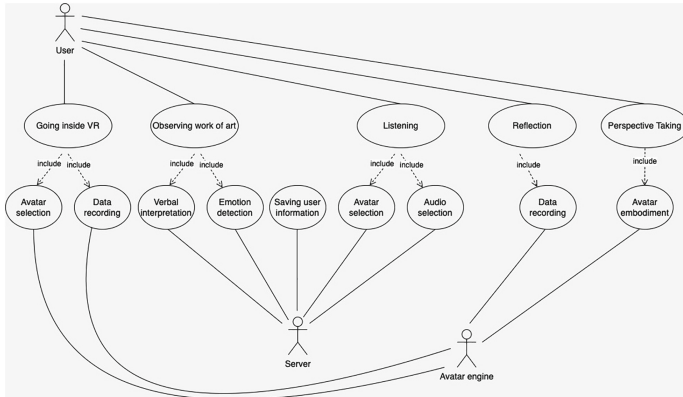 User
Going inside VR
Observing work of art
Listening
Reflection
Perspective Taking
include
include
include
include
include
include
include
include
Avatar
selection
Data
recording
Verbal
interpretation
Emotion
detection
Saving user
information
Avatar
selection
Audio
selection
Data
recording
Avatar
embodiment
Server
Avatar engine